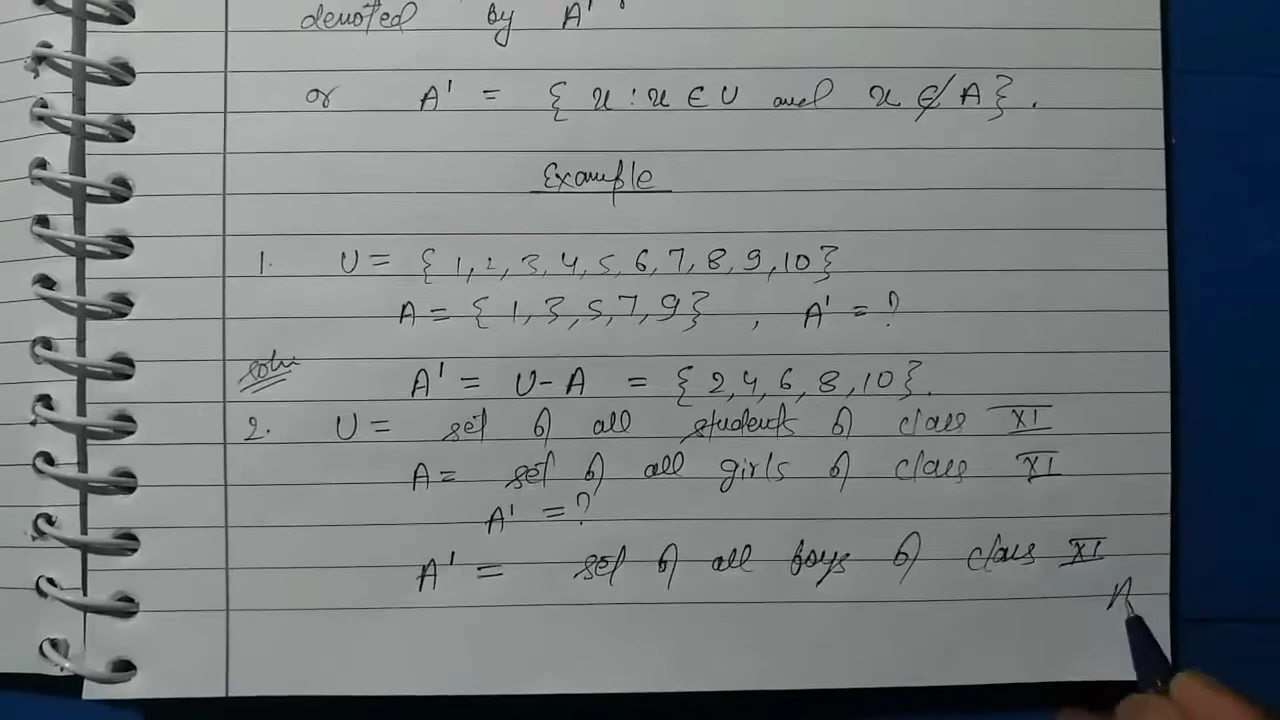 denoted by A'
or A' = { x : x ∈ U and x ∉ A } .
Example
1. U = { 1, 2, 3, 4, 5, 6, 7, 8, 9, 10 }
A = { 1, 3, 5, 7, 9 } , A' = ?
Soln A' = U - A = { 2, 4, 6, 8, 10 }.
2. U = set of all students of class XI
A = set of all girls of class XI
A' = ?
A' = set of all boys of class XI